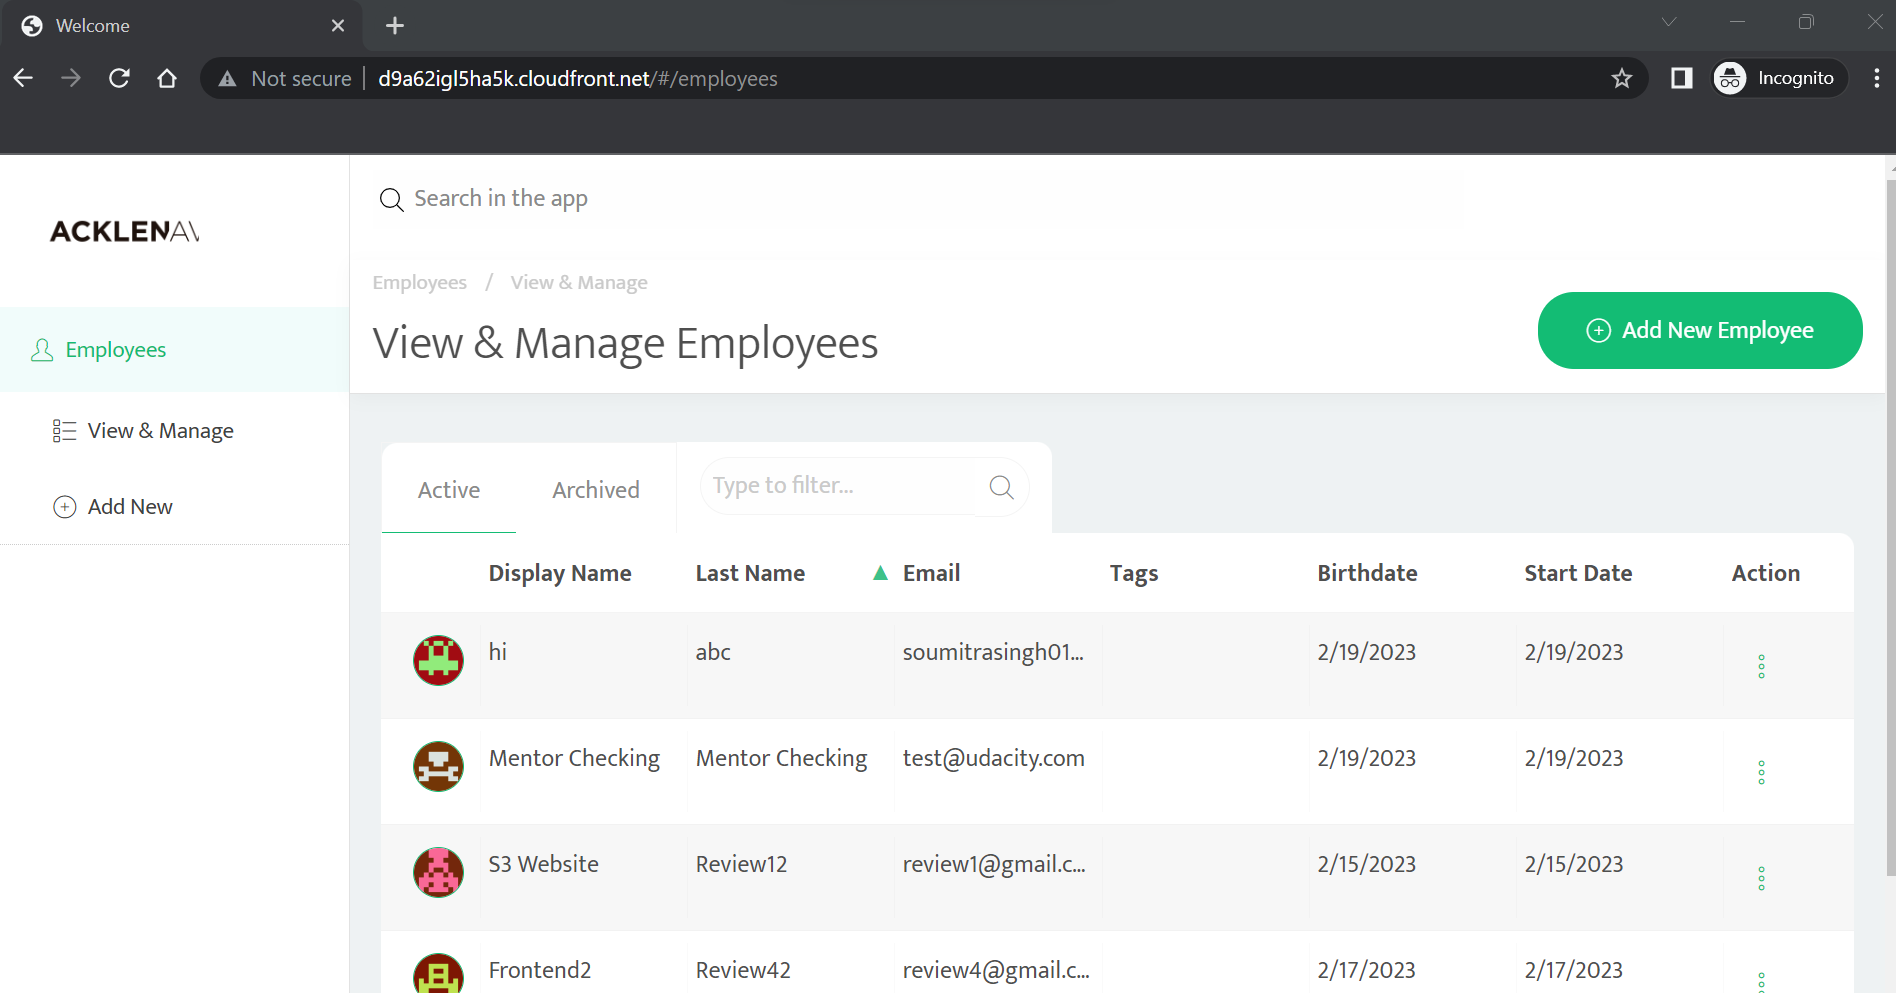 Welcome
Not secure d9a62igl5ha5k.cloudfront.net/#/employees Incognito
ACKLENAV
Search in the app
Employees / View & Manage
View & Manage Employees
Add New Employee
Employees
View & Manage
Add New
Active Archived Type to filter...
Display Name Last Name Email Tags Birthdate Start Date Action
hi abc soumitrasingh01... 2/19/2023 2/19/2023
Mentor Checking Mentor Checking test@udacity.com 2/19/2023 2/19/2023
S3 Website Review12 review1@gmail.c... 2/15/2023 2/15/2023
Frontend2 Review42 review4@gmail.c... 2/17/2023 2/17/2023